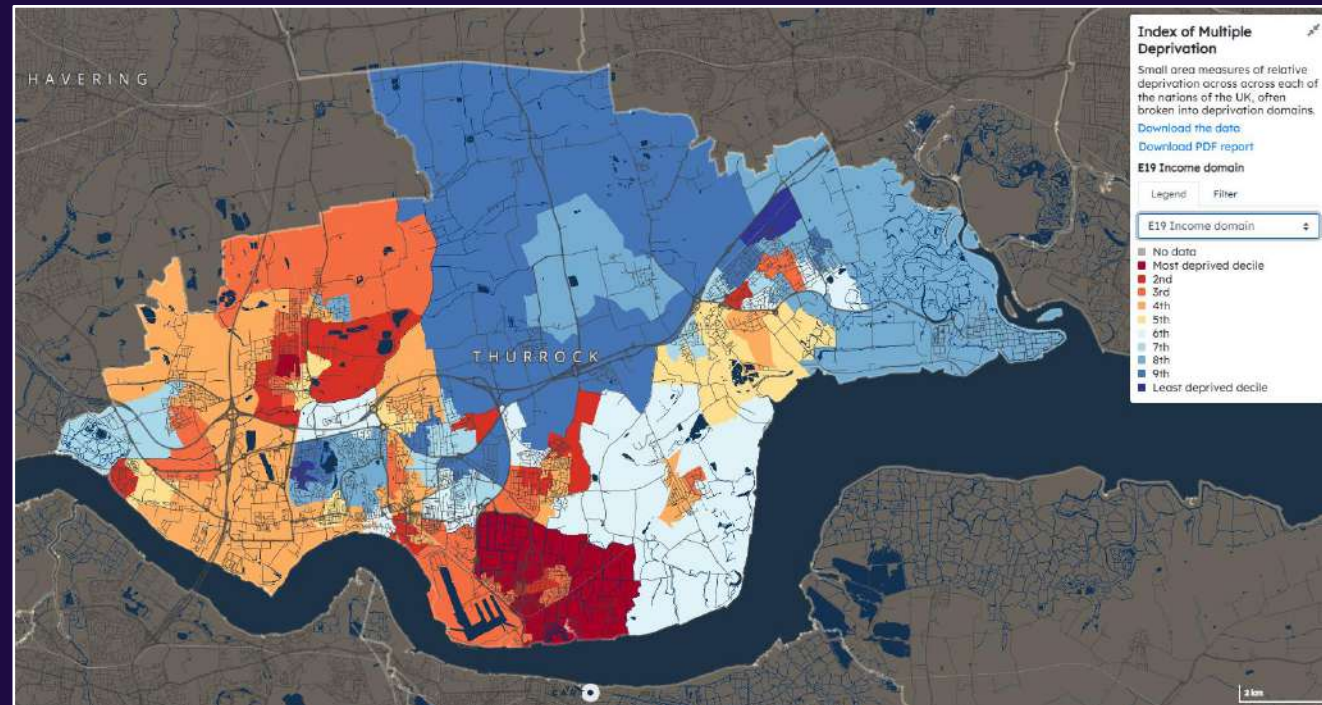 HAVERING
THURROCK
Index of Multiple
Deprivation
Small area measures of relative
deprivation across across each of
the nations of the UK, often
broken into deprivation domains.
Download the data
Download PDF report
E19 Income domain
Legend Filter
E19 Income domain
No data
Most deprived decile
2nd
3rd
4th
5th
6th
7th
8th
9th
Least deprived decile
2 km